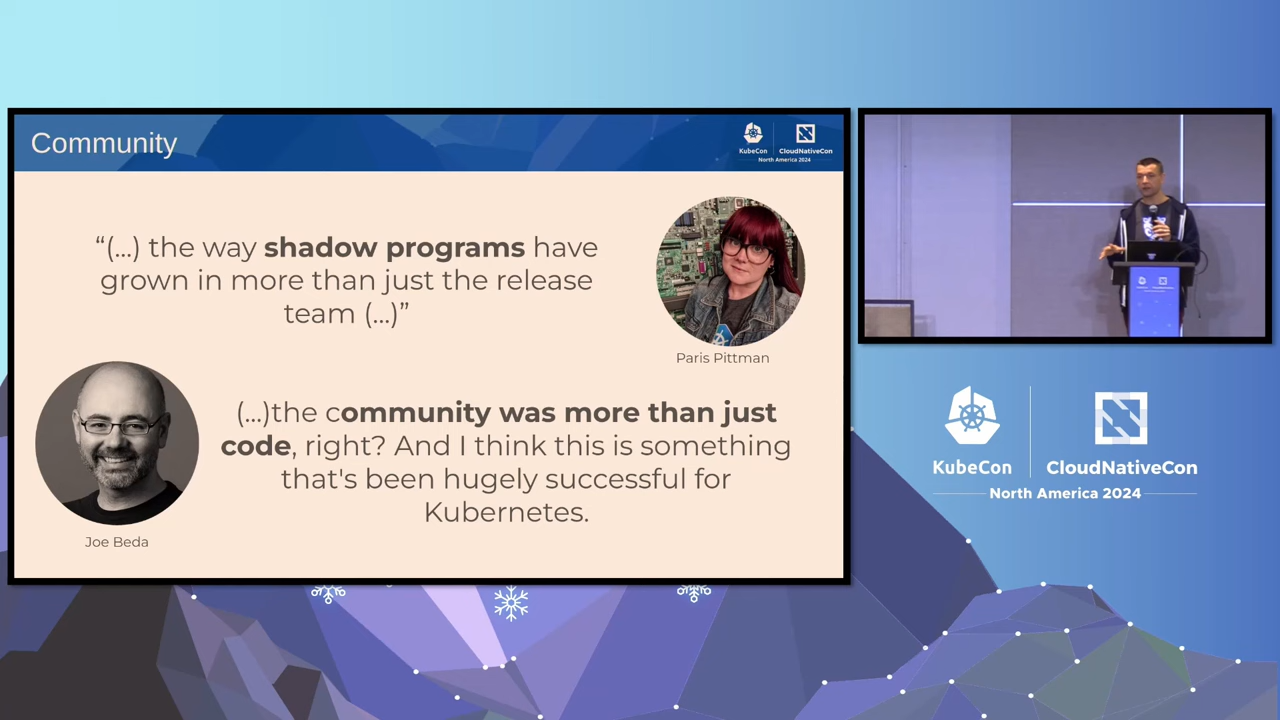 Community
KubeCon
CloudNativeCon
North America 2024
“(...) the way shadow programs have
grown in more than just the release
team (...)”
Paris Pittman
(...)the community was more than just
code, right? And I think this is something
that's been hugely successful for
Kubernetes.
Joe Beda
KubeCon
CloudNativeCon
North America 2024